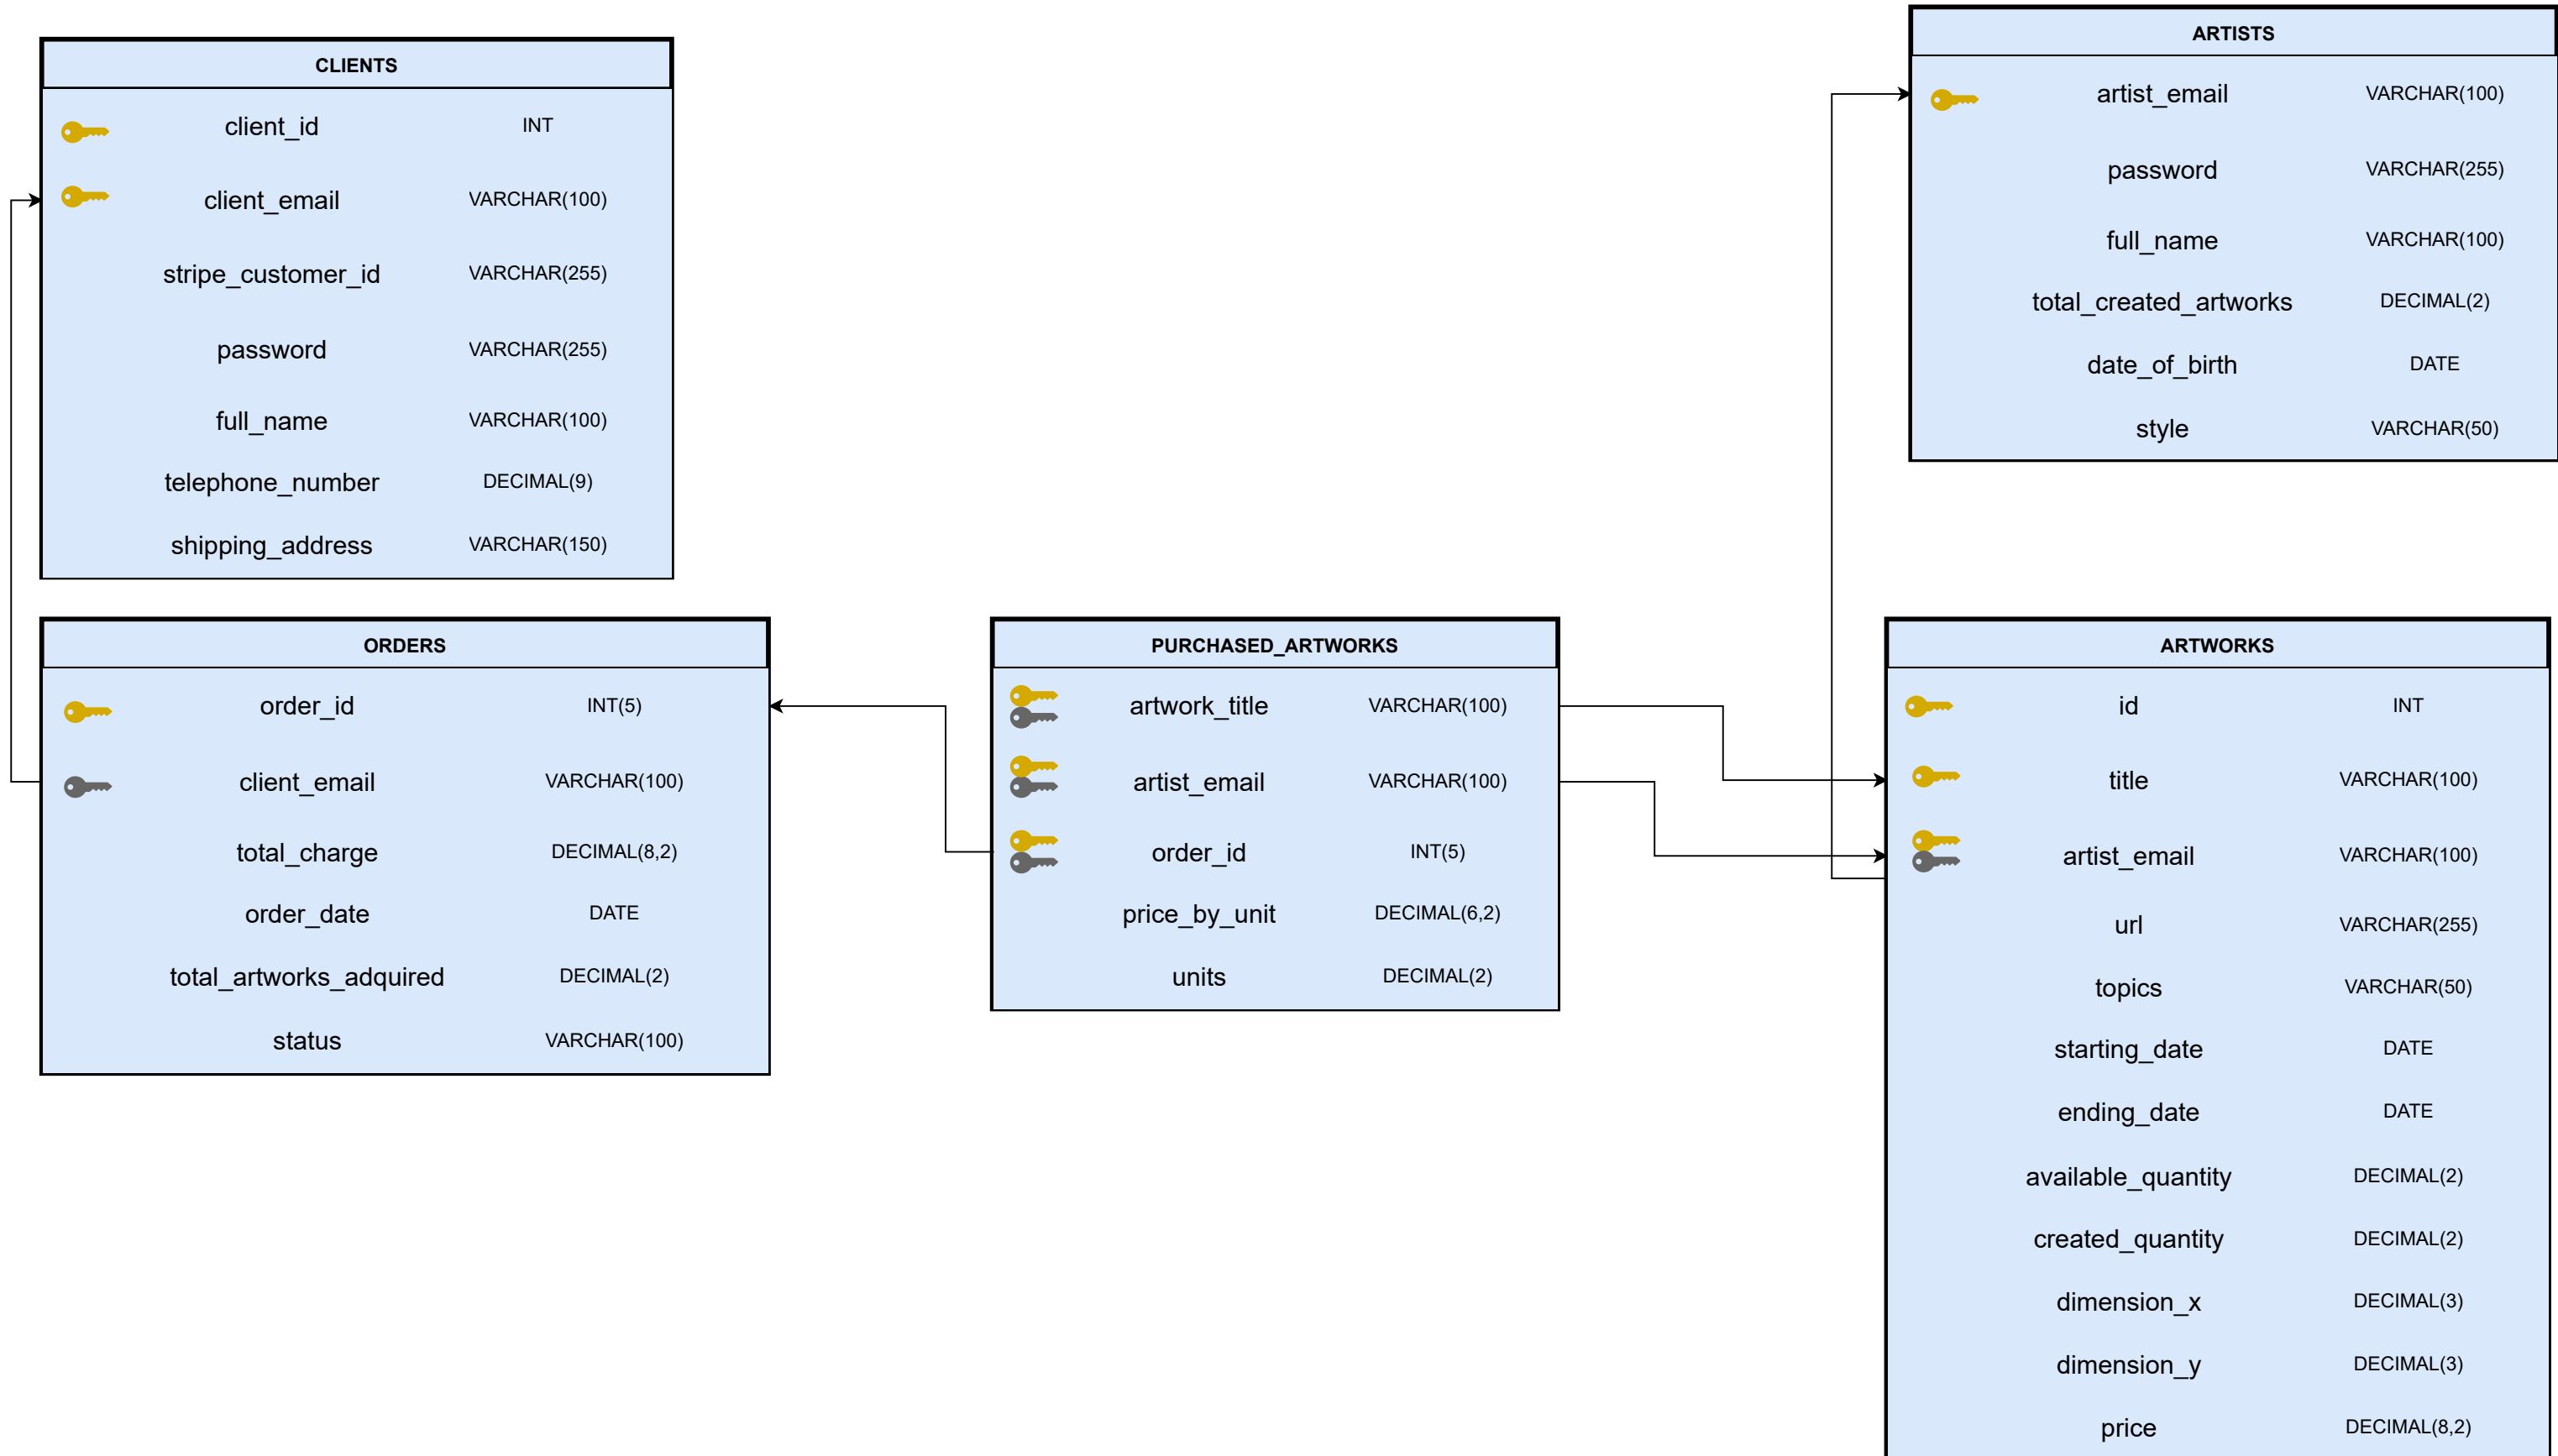 CLIENTS
client_id INT
client_email VARCHAR(100)
stripe_customer_id VARCHAR(255)
password VARCHAR(255)
full_name VARCHAR(100)
telephone_number DECIMAL(9)
shipping_address VARCHAR(150)
ARTISTS
artist_email VARCHAR(100)
password VARCHAR(255)
full_name VARCHAR(100)
total_created_artworks DECIMAL(2)
date_of_birth DATE
style VARCHAR(50)
ORDERS
order_id INT(5)
client_email VARCHAR(100)
total_charge DECIMAL(8,2)
order_date DATE
total_artworks_adquired DECIMAL(2)
status VARCHAR(100)
PURCHASED_ARTWORKS
artwork_title VARCHAR(100)
artist_email VARCHAR(100)
order_id INT(5)
price_by_unit DECIMAL(6,2)
units DECIMAL(2)
ARTWORKS
id INT
title VARCHAR(100)
artist_email VARCHAR(100)
url VARCHAR(255)
topics VARCHAR(50)
starting_date DATE
ending_date DATE
available_quantity DECIMAL(2)
created_quantity DECIMAL(2)
dimension_x DECIMAL(3)
dimension_y DECIMAL(3)
price DECIMAL(8,2)